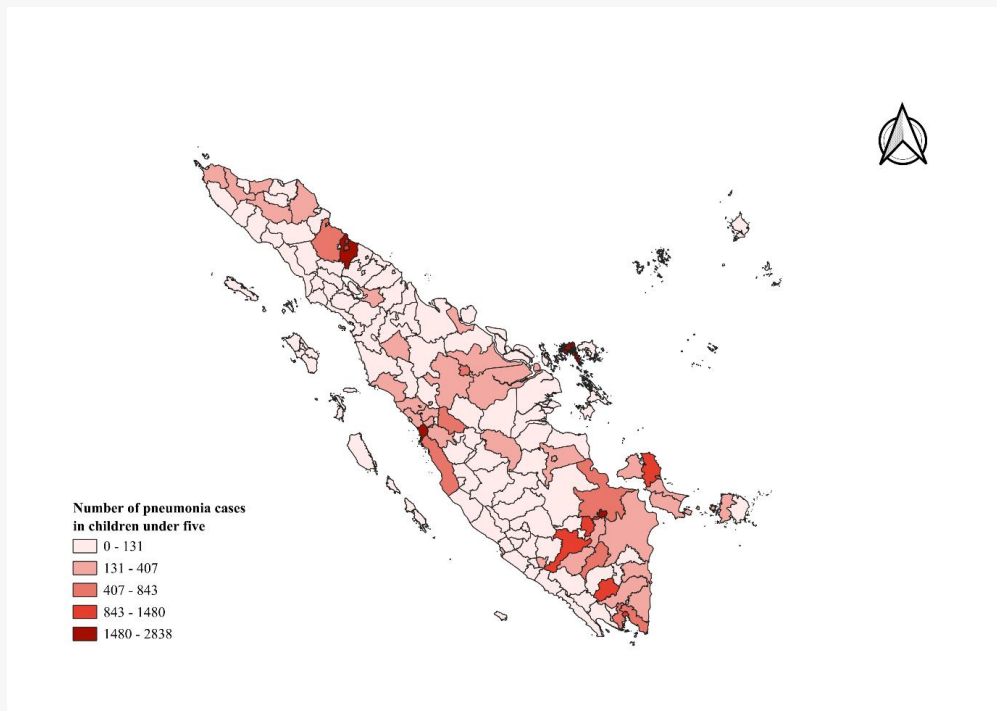 Number of pneumonia cases
in children under five
0 - 131
131 - 407
407 - 843
843 - 1480
1480 - 2838